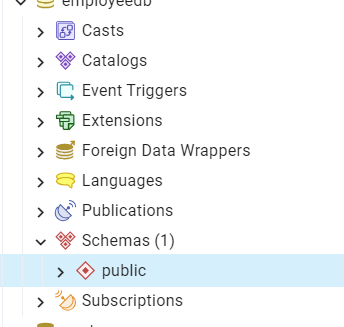 employeedb
Casts
Catalogs
Event Triggers
Extensions
Foreign Data Wrappers
Languages
Publications
Schemas (1)
public
Subscriptions